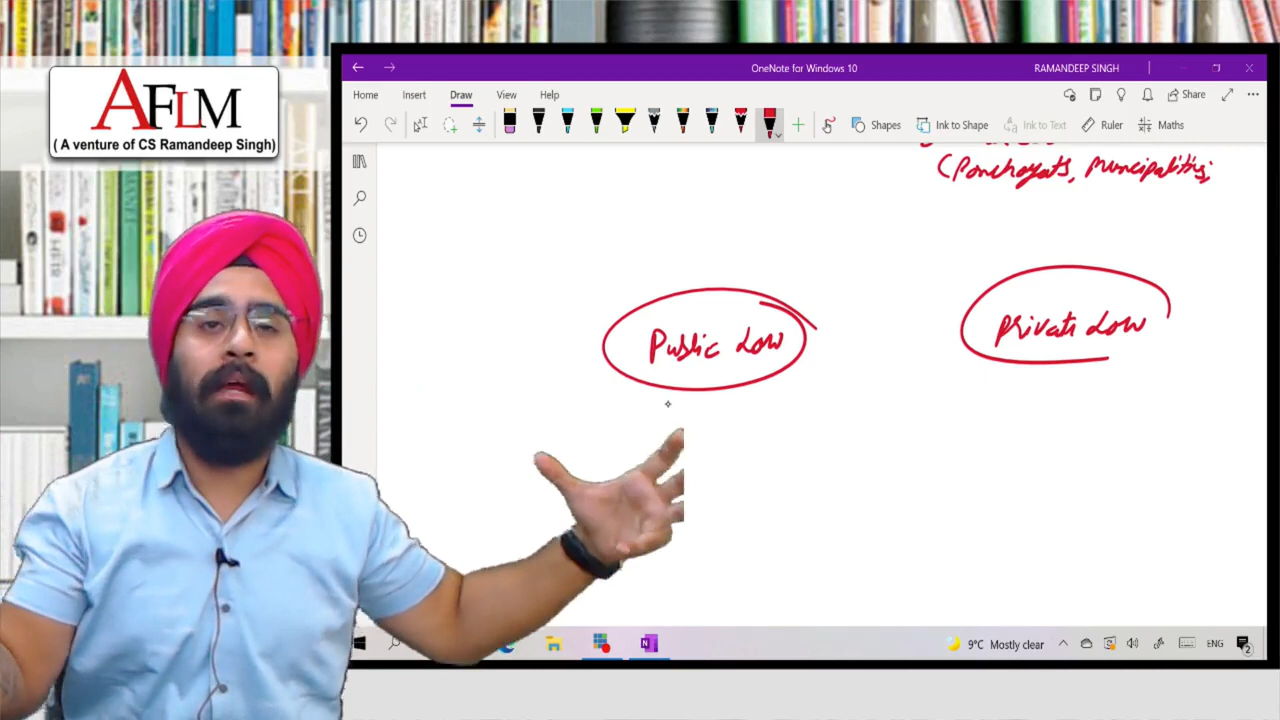 AFLM
( A venture of CS Ramandeep Singh)
OneNote for Windows 10
RAMANDEEP SINGH
Home
Insert
Draw
View
Help
Share
Shapes
Ink to Shape
Ink to Text
Ruler
Maths
(Panchayats, Municipalities,
Public Law
Private Law
9°C Mostly clear
ENG
2